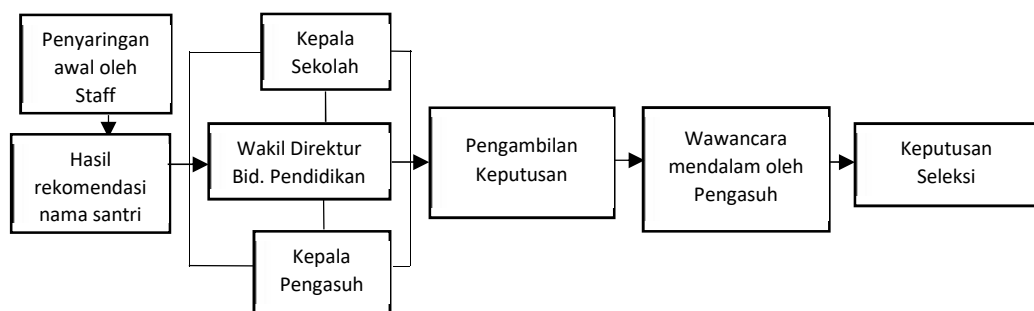 Penyaringan
awal oleh
Staff
Hasil
rekomendasi
nama santri
Kepala
Sekolah
Wakil Direktur
Bid. Pendidikan
Kepala
Pengasuh
Pengambilan
Keputusan
Wawancara
mendalam oleh
Pengasuh
Keputusan
Seleksi